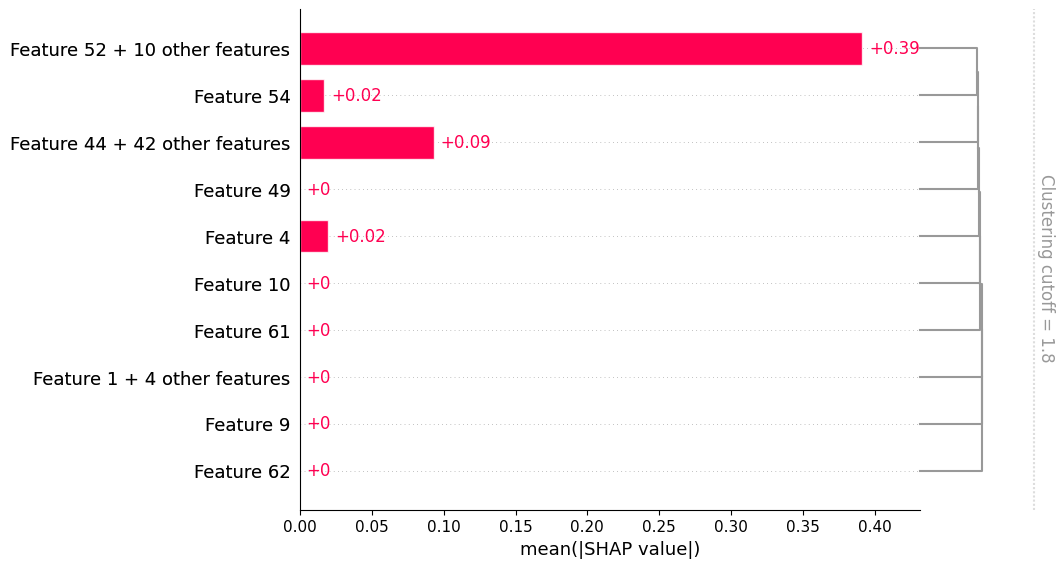 Feature 52 + 10 other features
+0.39
Feature 54
+0.02
Feature 44 + 42 other features
+0.09
Feature 49
+0
Feature 4
+0.02
Feature 10
+0
Feature 61
+0
Feature 1 + 4 other features
+0
Feature 9
+0
Feature 62
+0
Clustering cutoff = 1.8
0.00 0.05 0.10 0.15 0.20 0.25 0.30 0.35 0.40
mean(|SHAP value|)